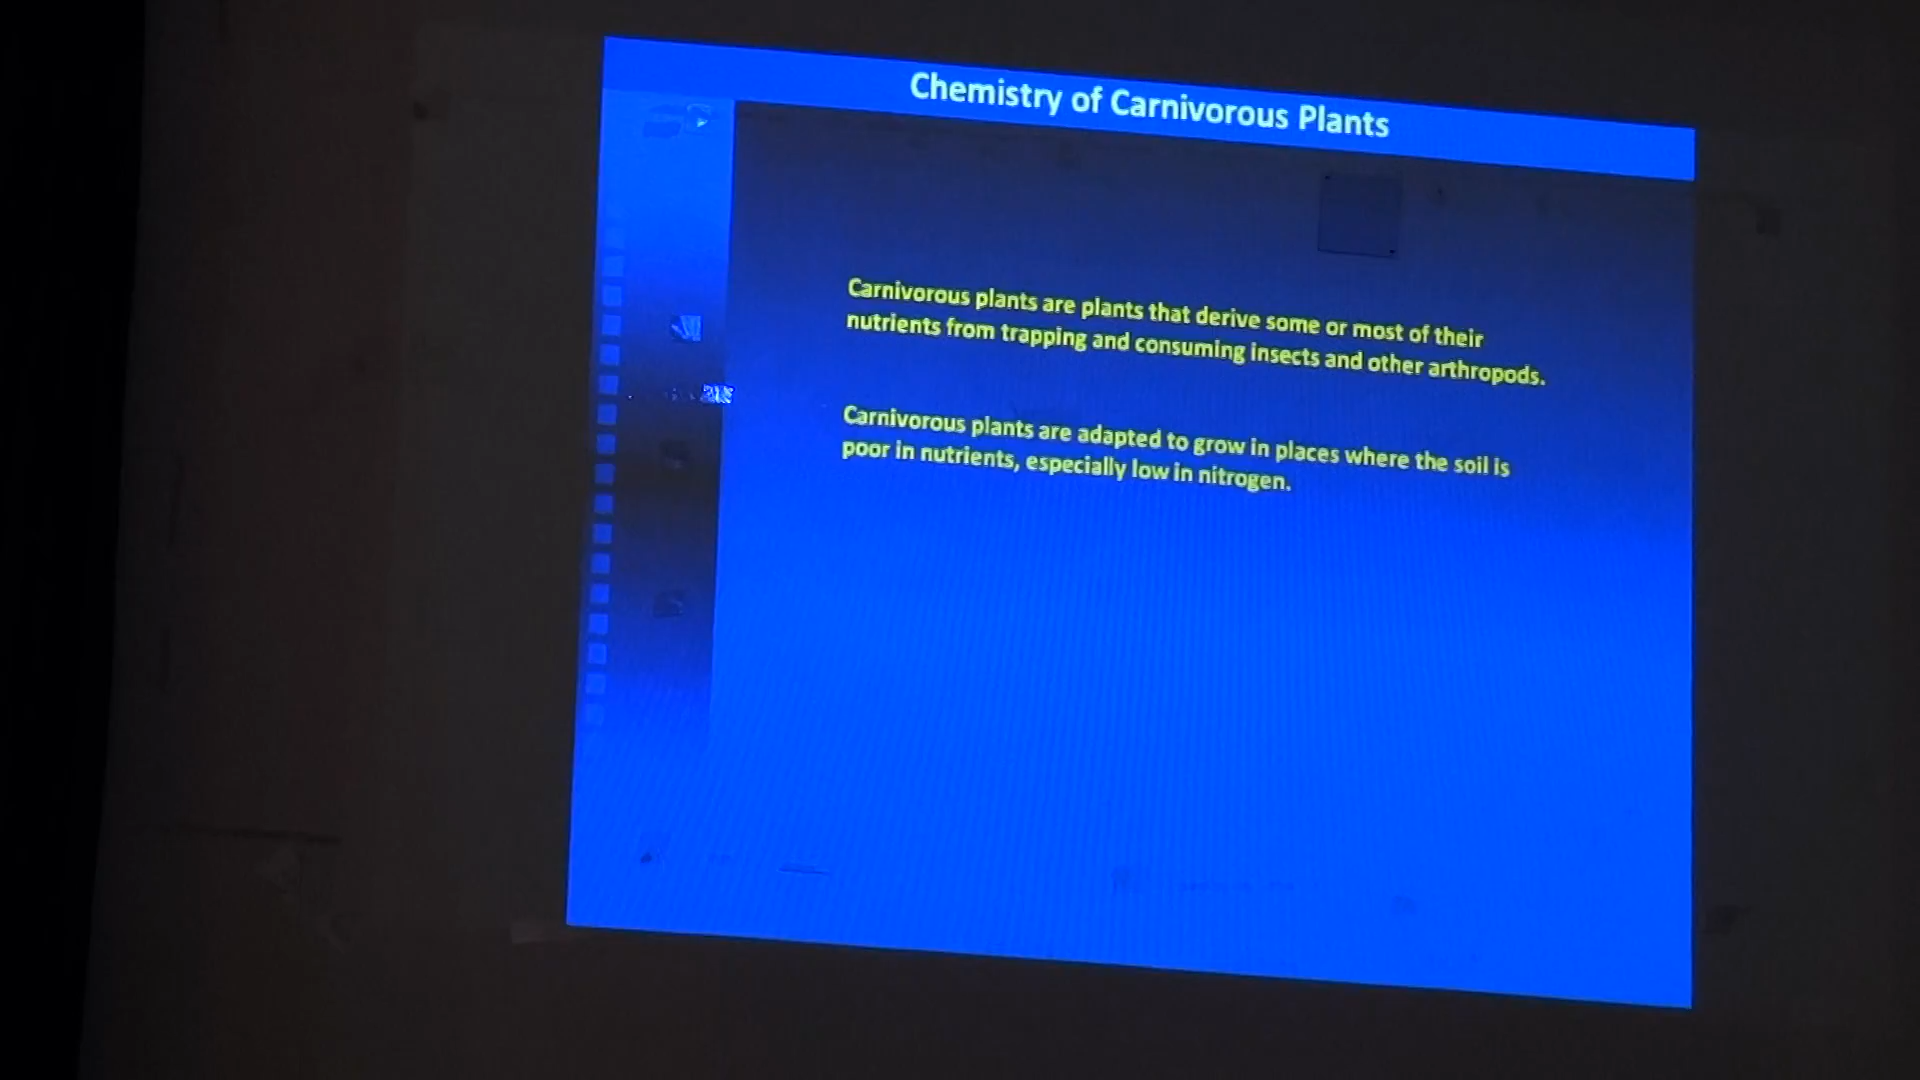 Chemistry of Carnivorous Plants
Carnivorous plants are plants that derive some or most of their
nutrients from trapping and consuming insects and other arthropods.
Carnivorous plants are adapted to grow in places where the soil is
poor in nutrients, especially low in nitrogen.